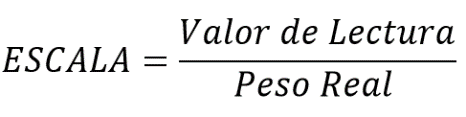 ESCALA = Valor de Lectura / Peso Real